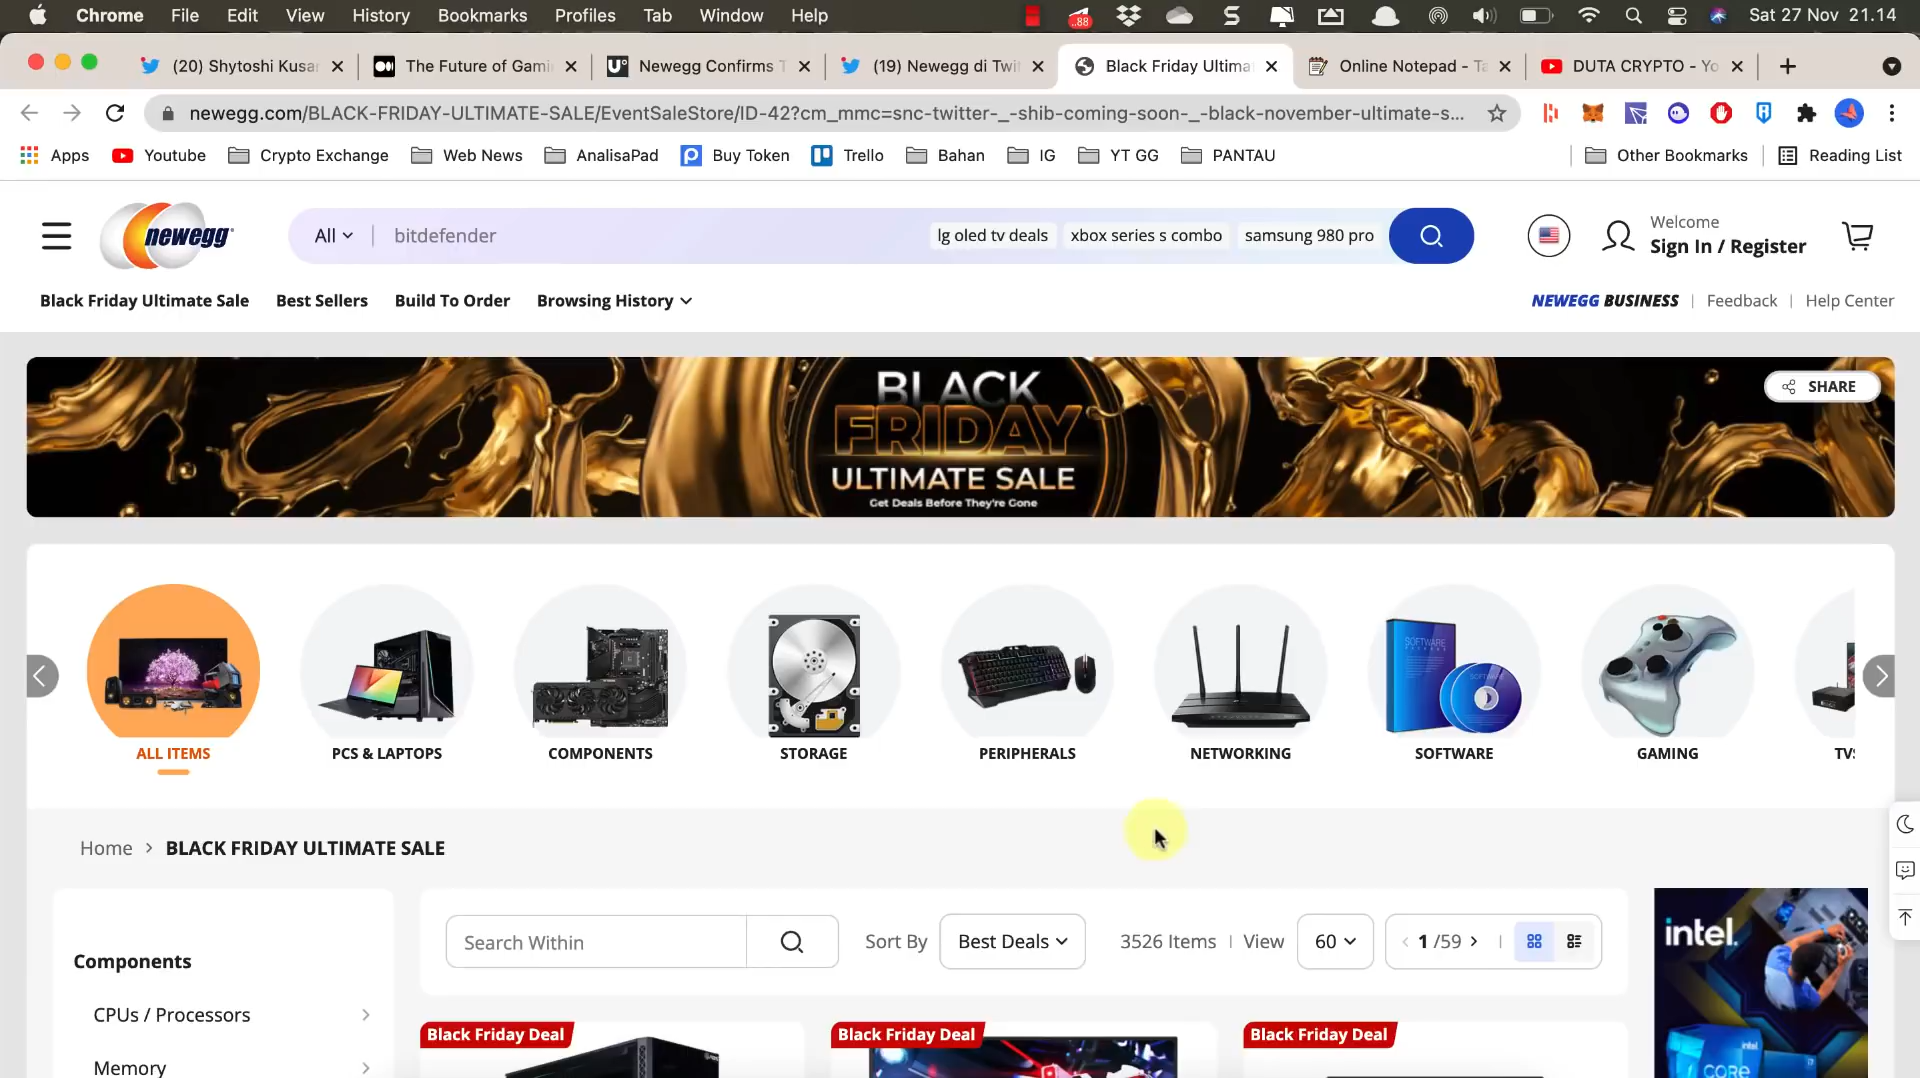 Chrome File Edit View History Bookmarks Profiles Tab Window Help
88
Sat 27 Nov 21.14
(20) Shytoshi Kusa
The Future of Gami
Newegg Confirms T
(19) Newegg di Twi
Black Friday Ultima
Online Notepad - Ta
DUTA CRYPTO - Yo
newegg.com/BLACK-FRIDAY-ULTIMATE-SALE/EventSaleStore/ID-42?cm_mmc=snc-twitter-_-shib-coming-soon-_-black-november-ultimate-s...
Apps Youtube Crypto Exchange Web News AnalisaPad Buy Token Trello Bahan IG YT GG PANTAU Other Bookmarks Reading List
newegg
All bitdefender lg oled tv deals xbox series s combo samsung 980 pro
Welcome
Sign In / Register
Black Friday Ultimate Sale Best Sellers Build To Order Browsing History
NEWEGG BUSINESS | Feedback | Help Center
BLACK
FRIDAY
ULTIMATE SALE
Get Deals Before They're Gone
SHARE
ALL ITEMS PCS & LAPTOPS COMPONENTS STORAGE PERIPHERALS NETWORKING SOFTWARE GAMING TVS
Home > BLACK FRIDAY ULTIMATE SALE
Search Within Sort By Best Deals 3526 Items View 60 1 /59
Components
CPUs / Processors
Memory
Black Friday Deal
Black Friday Deal
Black Friday Deal
intel.
intel
CORE